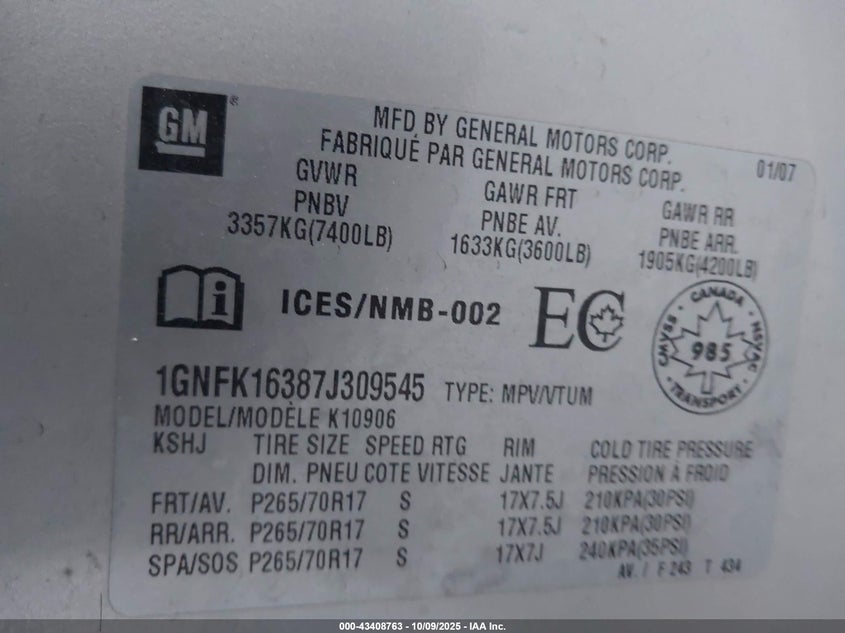 GM ®
MFD BY GENERAL MOTORS CORP.
FABRIQUÉ PAR GENERAL MOTORS CORP.
01/07
GVWR GAWR FRT GAWR RR
PNBV PNBE AV. PNBE ARR.
3357KG(7400LB) 1633KG(3600LB) 1905KG(4200LB)
i ICES/NMB-002 EC
CANADA
CMVSS 985 NSVAC
TRANSPORT
1GNFK16387J309545 TYPE: MPV/VTUM
MODEL/MODÈLE K10906
KSHJ TIRE SIZE SPEED RTG RIM COLD TIRE PRESSURE
DIM. PNEU COTE VITESSE JANTE PRESSION À FROID
FRT/AV. P265/70R17 S 17X7.5J 210KPA(30PSI)
RR/ARR. P265/70R17 S 17X7.5J 210KPA(30PSI)
SPA/SOS P265/70R17 S 17X7J 240KPA(35PSI)
AV. / F 243 T 434
000-43408763 - 10/09/2025 - IAA Inc.